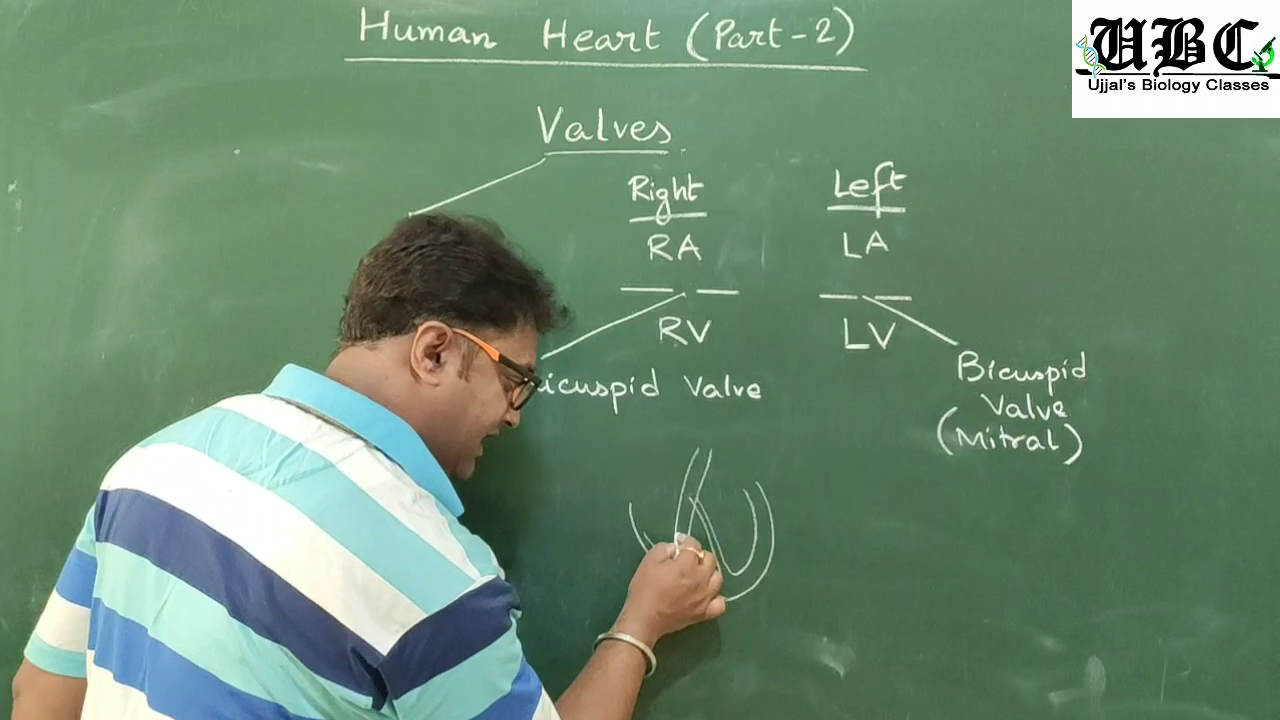 Human Heart (Part-2)
UBC
Ujjal's Biology Classes
Valves
Right
Left
RA
LA
RV
LV
icuspid Valve
Bicuspid
Valve
(Mitral)